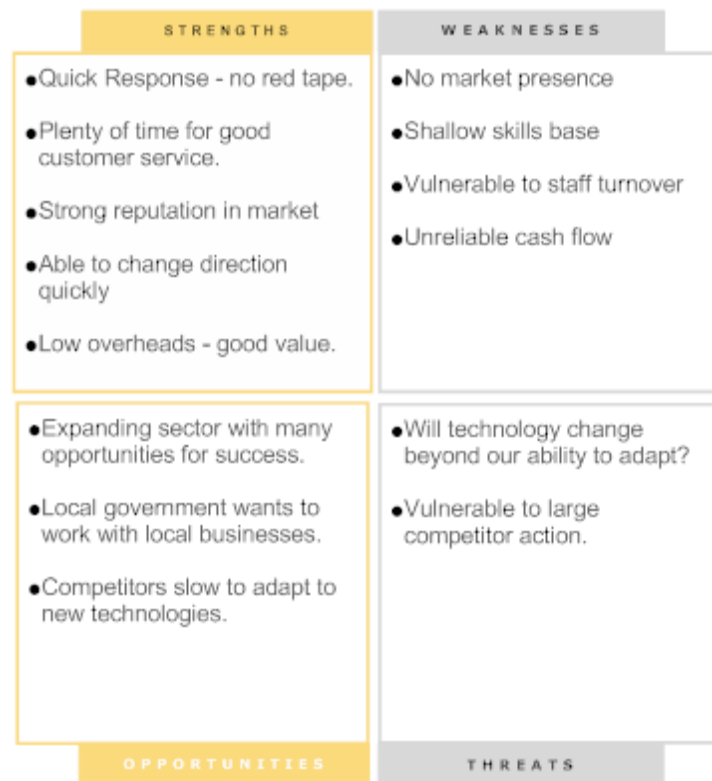 STRENGTHS
●Quick Response - no red tape.
●Plenty of time for good
customer service.
●Strong reputation in market
●Able to change direction
quickly
●Low overheads - good value.
WEAKNESSES
●No market presence
●Shallow skills base
●Vulnerable to staff turnover
●Unreliable cash flow
●Expanding sector with many
opportunities for success.
●Local government wants to
work with local businesses.
●Competitors slow to adapt to
new technologies.
OPPORTUNITIES
●Will technology change
beyond our ability to adapt?
●Vulnerable to large
competitor action.
THREATS